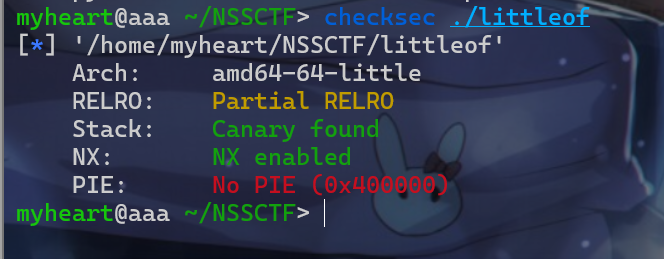 myheart@aaa ~/NSSCTF> checksec ./littleof
[*] '/home/myheart/NSSCTF/littleof'
Arch: amd64-64-little
RELRO: Partial RELRO
Stack: Canary found
NX: NX enabled
PIE: No PIE (0x400000)
myheart@aaa ~/NSSCTF>